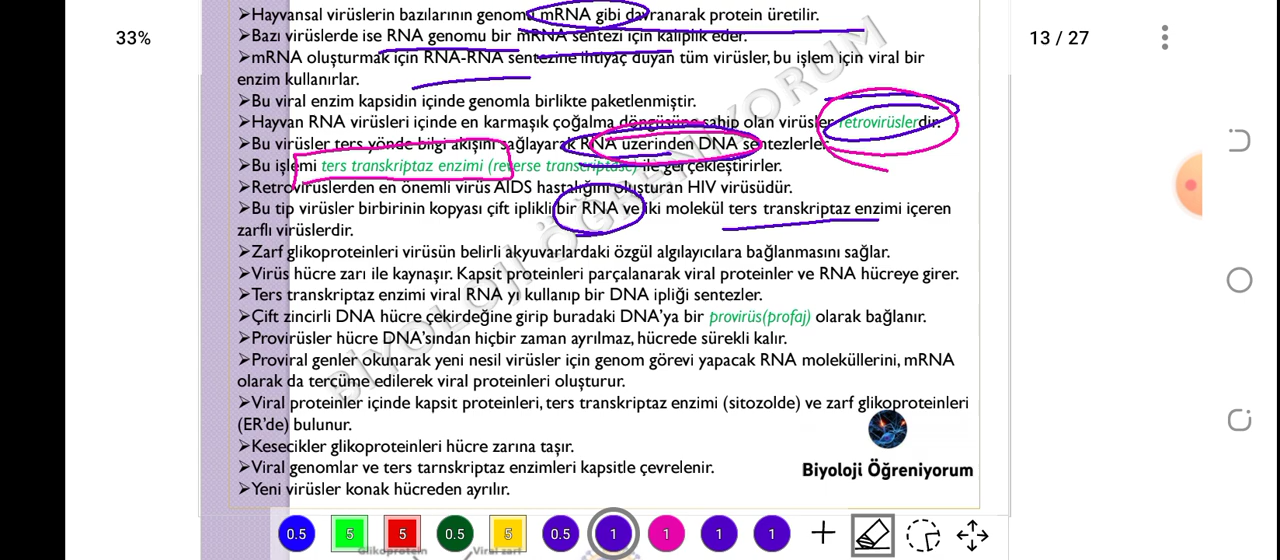 33%
13 / 27
➢Hayvansal virüslerin bazılarının genomu mRNA gibi davranarak protein üretilir.
➢Bazı virüslerde ise RNA genomu bir mRNA sentezi için kalıplık eder.
➢mRNA oluşturmak için RNA-RNA sentezine ihtiyaç duyan tüm virüsler, bu işlem için viral bir
enzim kullanırlar.
➢Bu viral enzim kapsidin içinde genomla birlikte paketlenmiştir.
➢Hayvan RNA virüsleri içinde en karmaşık çoğalma döngüsüne sahip olan virüsler retrovirüslerdir.
➢Bu virüsler ters yönde bilgi akışını sağlayarak RNA üzerinden DNA sentezlerler.
➢Bu işlemi ters transkriptaz enzimi (reverse transcriptase) ile gerçekleştirirler.
➢Retrovirüslerden en önemli virüs AIDS hastalığını oluşturan HIV virüsüdür.
➢Bu tip virüsler birbirinin kopyası çift iplikli bir RNA ve iki molekül ters transkriptaz enzimi içeren
zarflı virüslerdir.
➢Zarf glikoproteinleri virüsün belirli akyuvarlardaki özgül algılayıcılara bağlanmasını sağlar.
➢Virüs hücre zarı ile kaynaşır. Kapsit proteinleri parçalanarak viral proteinler ve RNA hücreye girer.
➢Ters transkriptaz enzimi viral RNA yı kullanıp bir DNA ipliği sentezler.
➢Çift zincirli DNA hücre çekirdeğine girip buradaki DNA'ya bir provirüs(profaj) olarak bağlanır.
➢Provirüsler hücre DNA'sından hiçbir zaman ayrılmaz, hücrede sürekli kalır.
➢Proviral genler okunarak yeni nesil virüsler için genom görevi yapacak RNA moleküllerini, mRNA
olarak da tercüme edilerek viral proteinleri oluşturur.
➢Viral proteinler içinde kapsit proteinleri, ters transkriptaz enzimi (sitozolde) ve zarf glikoproteinleri
(ER'de) bulunur.
➢Kesecikler glikoproteinleri hücre zarına taşır.
➢Viral genomlar ve ters tarnskriptaz enzimleri kapsitle çevrelenir.
➢Yeni virüsler konak hücreden ayrılır.
BİYOLOJİ ÖĞRENİYORUM
Biyoloji Öğreniyorum
0.5 5 5 0.5 5 0.5 1 1 1 1
Glikoprotein Viral zarf